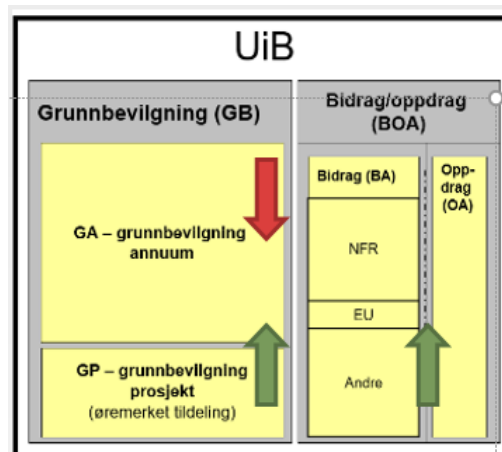 UiB
Grunnbevilgning (GB)
GA – grunnbevilgning
annuum
GP – grunnbevilgning
prosjekt
(øremerket tildeling)
Bidrag/oppdrag
(BOA)
Bidrag (BA)
NFR
EU
Andre
Opp-
drag
(OA)